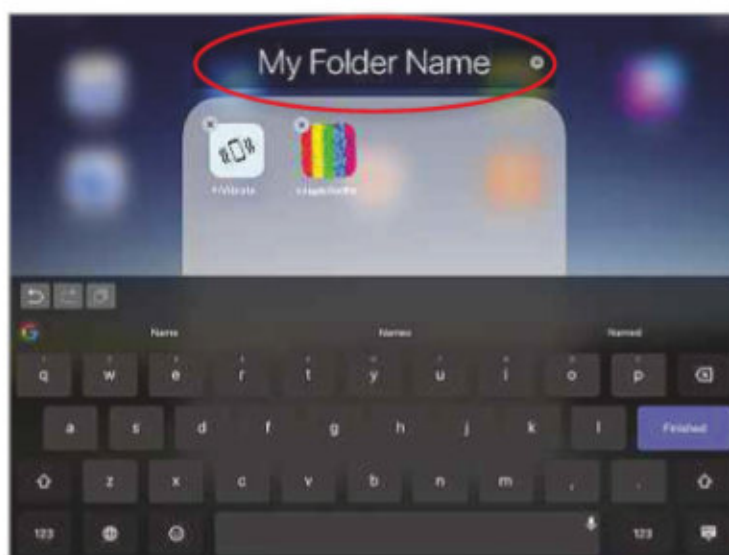 My Folder Name
Name
Names
Named
q w e r t y u i o p
a s d f g h j k l Finished
z x c v b n m , .
123 123